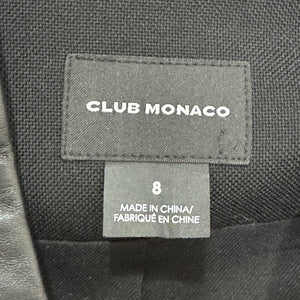 CLUB MONACO
8
MADE IN CHINA/
FABRIQUÉ EN CHINE